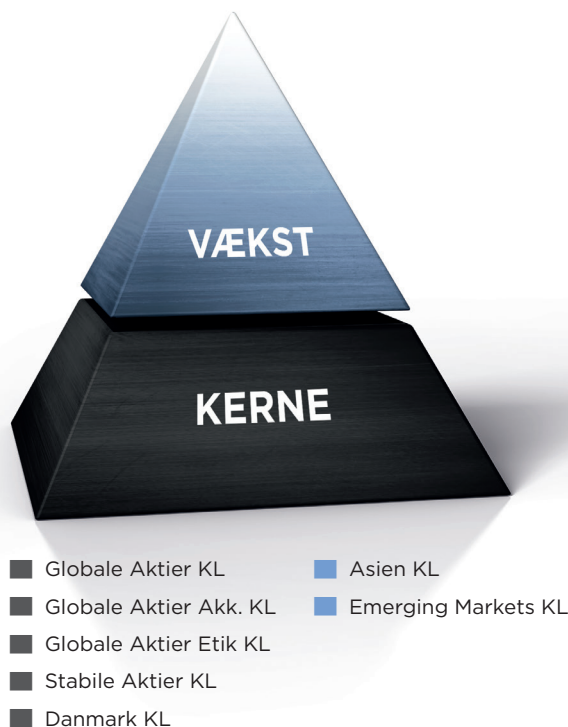 VÆKST
KERNE
Globale Aktier KL
Globale Aktier Akk. KL
Globale Aktier Etik KL
Stabile Aktier KL
Danmark KL
Asien KL
Emerging Markets KL